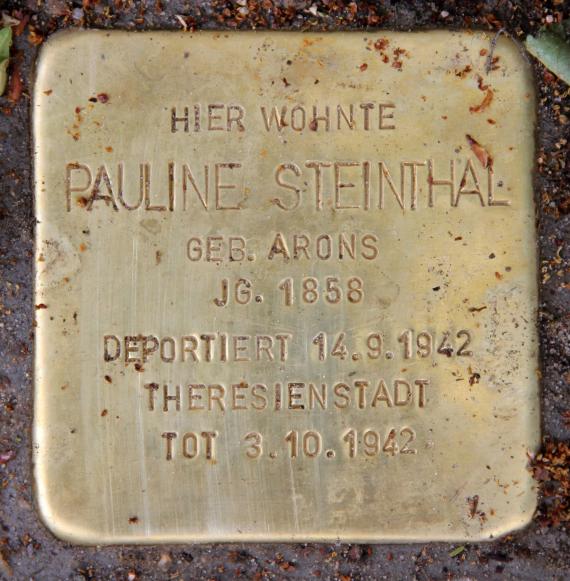 HIER WOHNTE
PAULINE STEINTHAL
GEB. ARONS
JG. 1858
DEPORTIERT 14.9.1942
THERESIENSTADT
TOT 3.10.1942